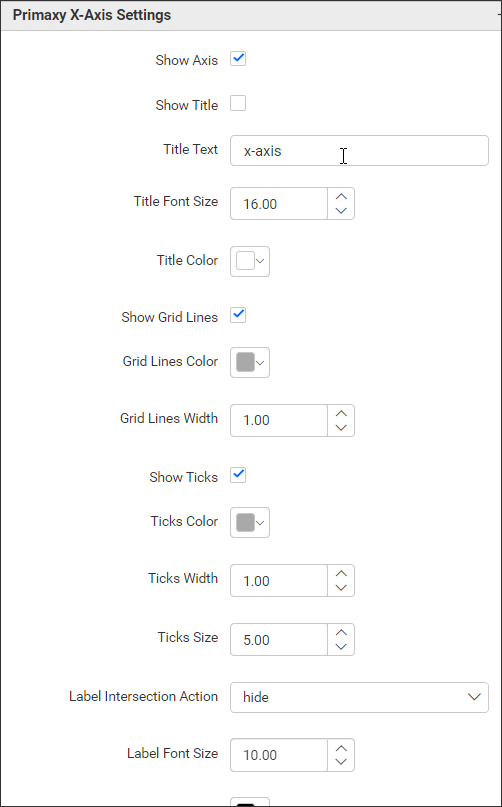 Primaxy X-Axis Settings
Show Axis
Show Title
Title Text x-axis
Title Font Size 16.00
Title Color
Show Grid Lines
Grid Lines Color
Grid Lines Width 1.00
Show Ticks
Ticks Color
Ticks Width 1.00
Ticks Size 5.00
Label Intersection Action hide
Label Font Size 10.00